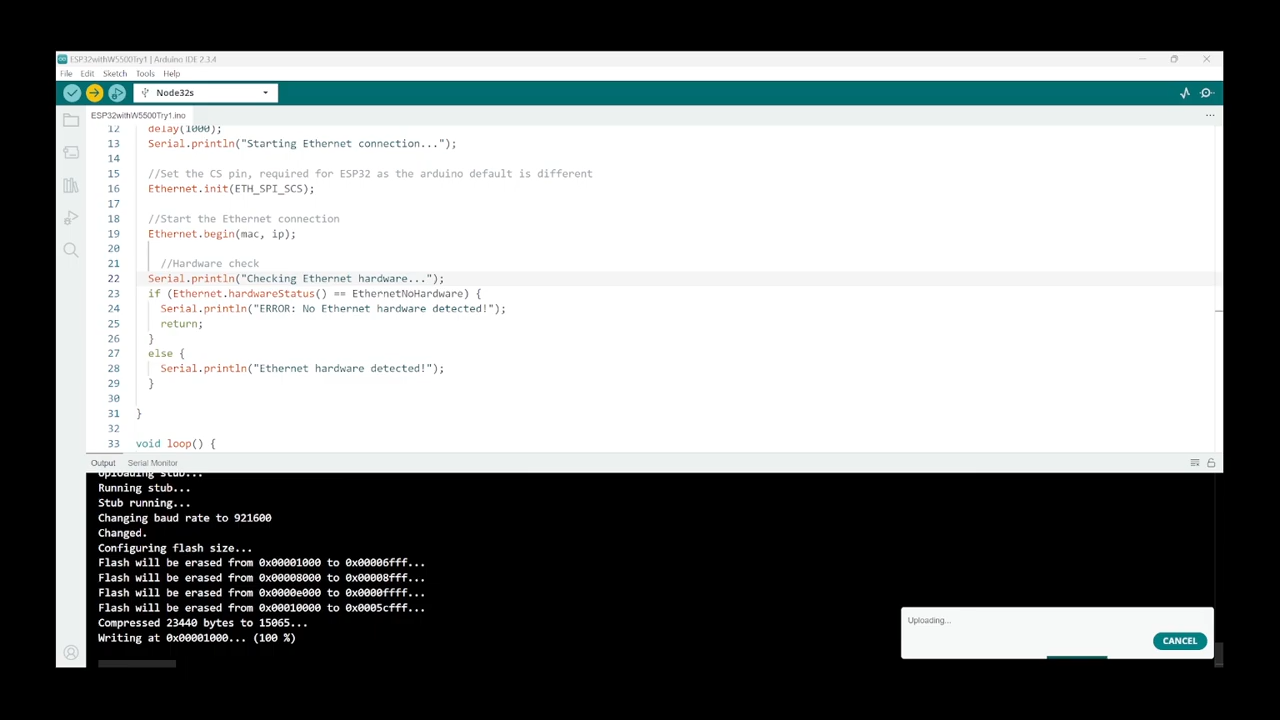 ESP32withW5500Try1 | Arduino IDE 2.3.4
File Edit Sketch Tools Help
Node32s
ESP32withW5500Try1.ino
12 delay(1000);
13 Serial.println("Starting Ethernet connection...");
14
15 //Set the CS pin, required for ESP32 as the arduino default is different
16 Ethernet.init(ETH_SPI_SCS);
17
18 //Start the Ethernet connection
19 Ethernet.begin(mac, ip);
20
21 //Hardware check
22 Serial.println("Checking Ethernet hardware...");
23 if (Ethernet.hardwareStatus() == EthernetNoHardware) {
24 Serial.println("ERROR: No Ethernet hardware detected!");
25 return;
26 }
27 else {
28 Serial.println("Ethernet hardware detected!");
29 }
30
31 }
32
33 void loop() {
Output Serial Monitor
Uploading stub...
Running stub...
Stub running...
Changing baud rate to 921600
Changed.
Configuring flash size...
Flash will be erased from 0x00001000 to 0x00006fff...
Flash will be erased from 0x00008000 to 0x00008fff...
Flash will be erased from 0x0000e000 to 0x0000ffff...
Flash will be erased from 0x00010000 to 0x0005cfff...
Compressed 23440 bytes to 15065...
Writing at 0x00001000... (100 %)
Uploading...
CANCEL